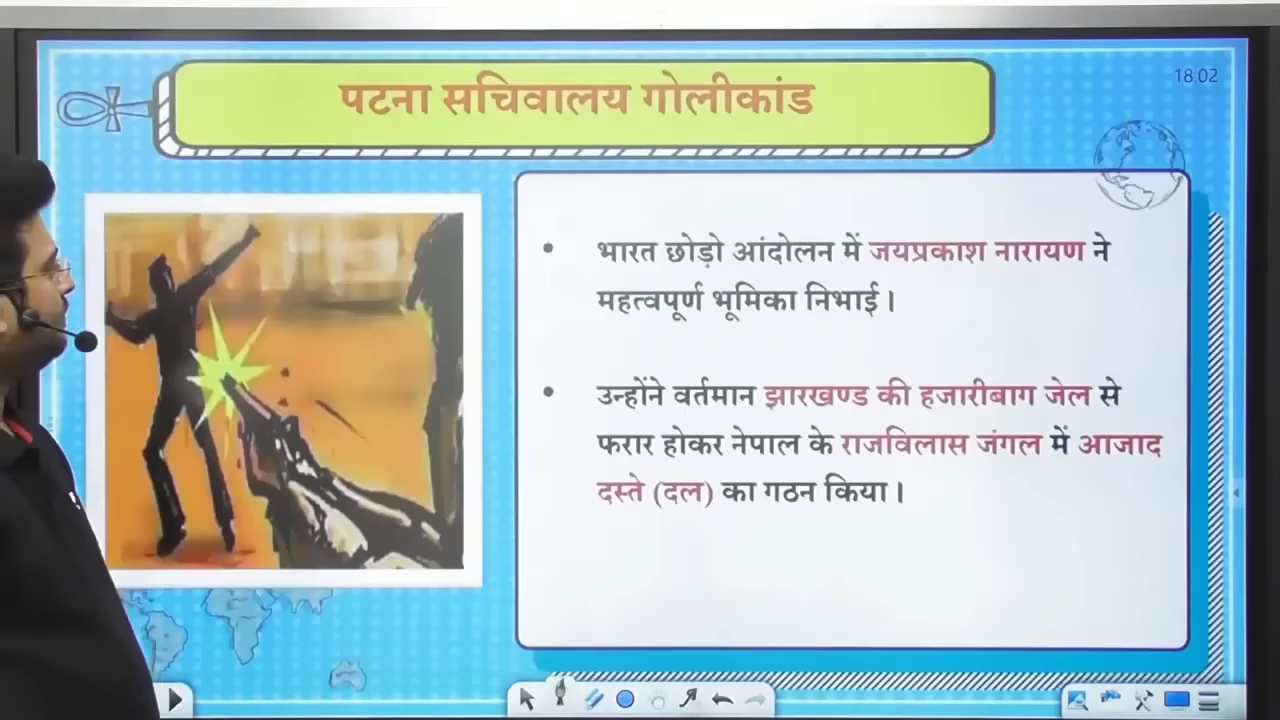 पटना सचिवालय गोलीकांड
18:02
• भारत छोड़ो आंदोलन में जयप्रकाश नारायण ने
महत्वपूर्ण भूमिका निभाई।
• उन्होंने वर्तमान झारखण्ड की हजारीबाग जेल से
फरार होकर नेपाल के राजविलास जंगल में आजाद
दस्ते (दल) का गठन किया।